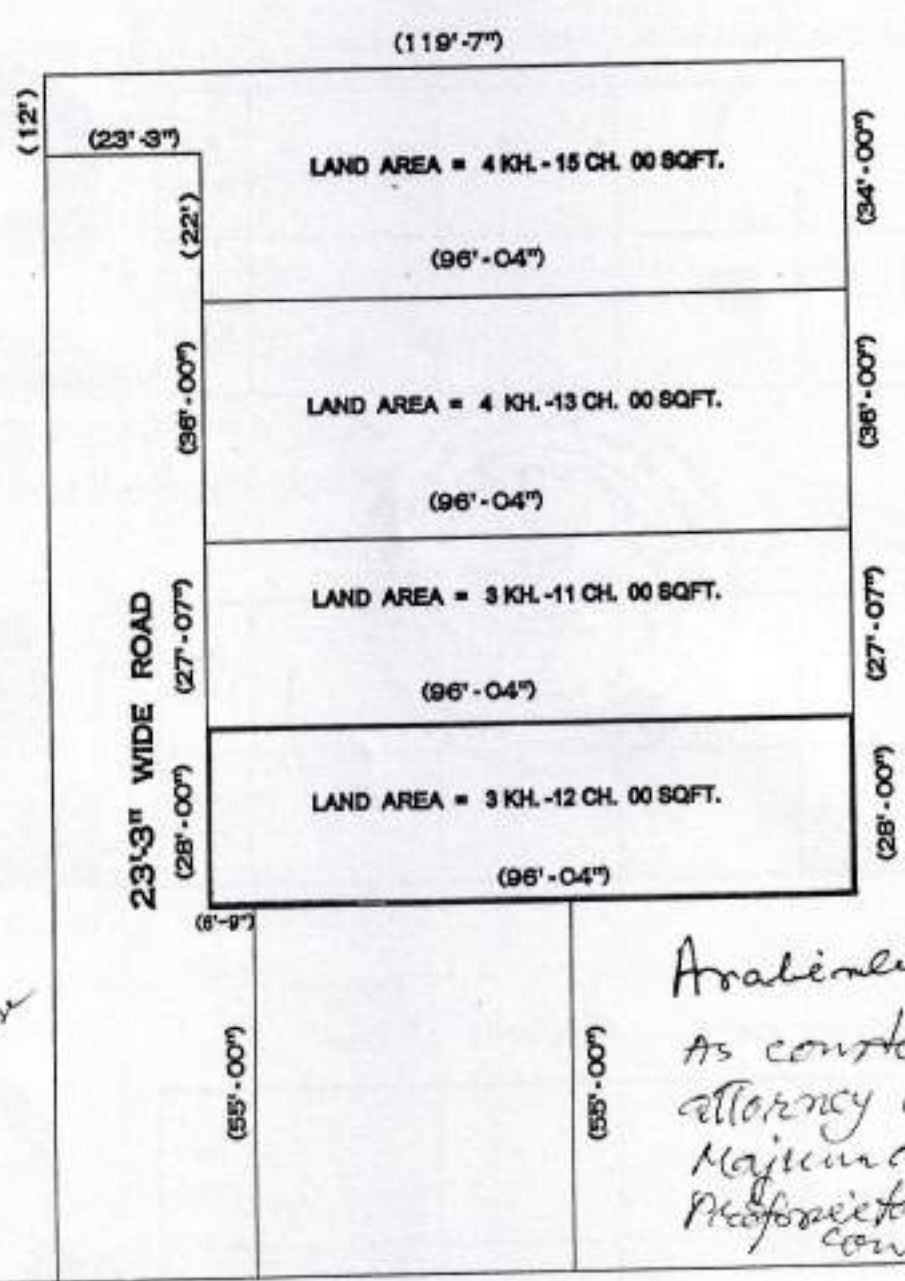 (119'-7")
(12')
(23'-3")
LAND AREA = 4 KH.-15 CH. 00 SQFT.
(34'-00")
(22')
(96'-04")
(36'-00")
LAND AREA = 4 KH.-13 CH. 00 SQFT.
(36'-00")
(96'-04")
23'-3" WIDE ROAD
(27'-07")
LAND AREA = 3 KH.-11 CH. 00 SQFT.
(27'-07")
(96'-04")
(28'-00")
LAND AREA = 3 KH.-12 CH. 00 SQFT.
(28'-00")
(96'-04")
(6'-9")
(55'-00")
(55'-00")
As
attorney